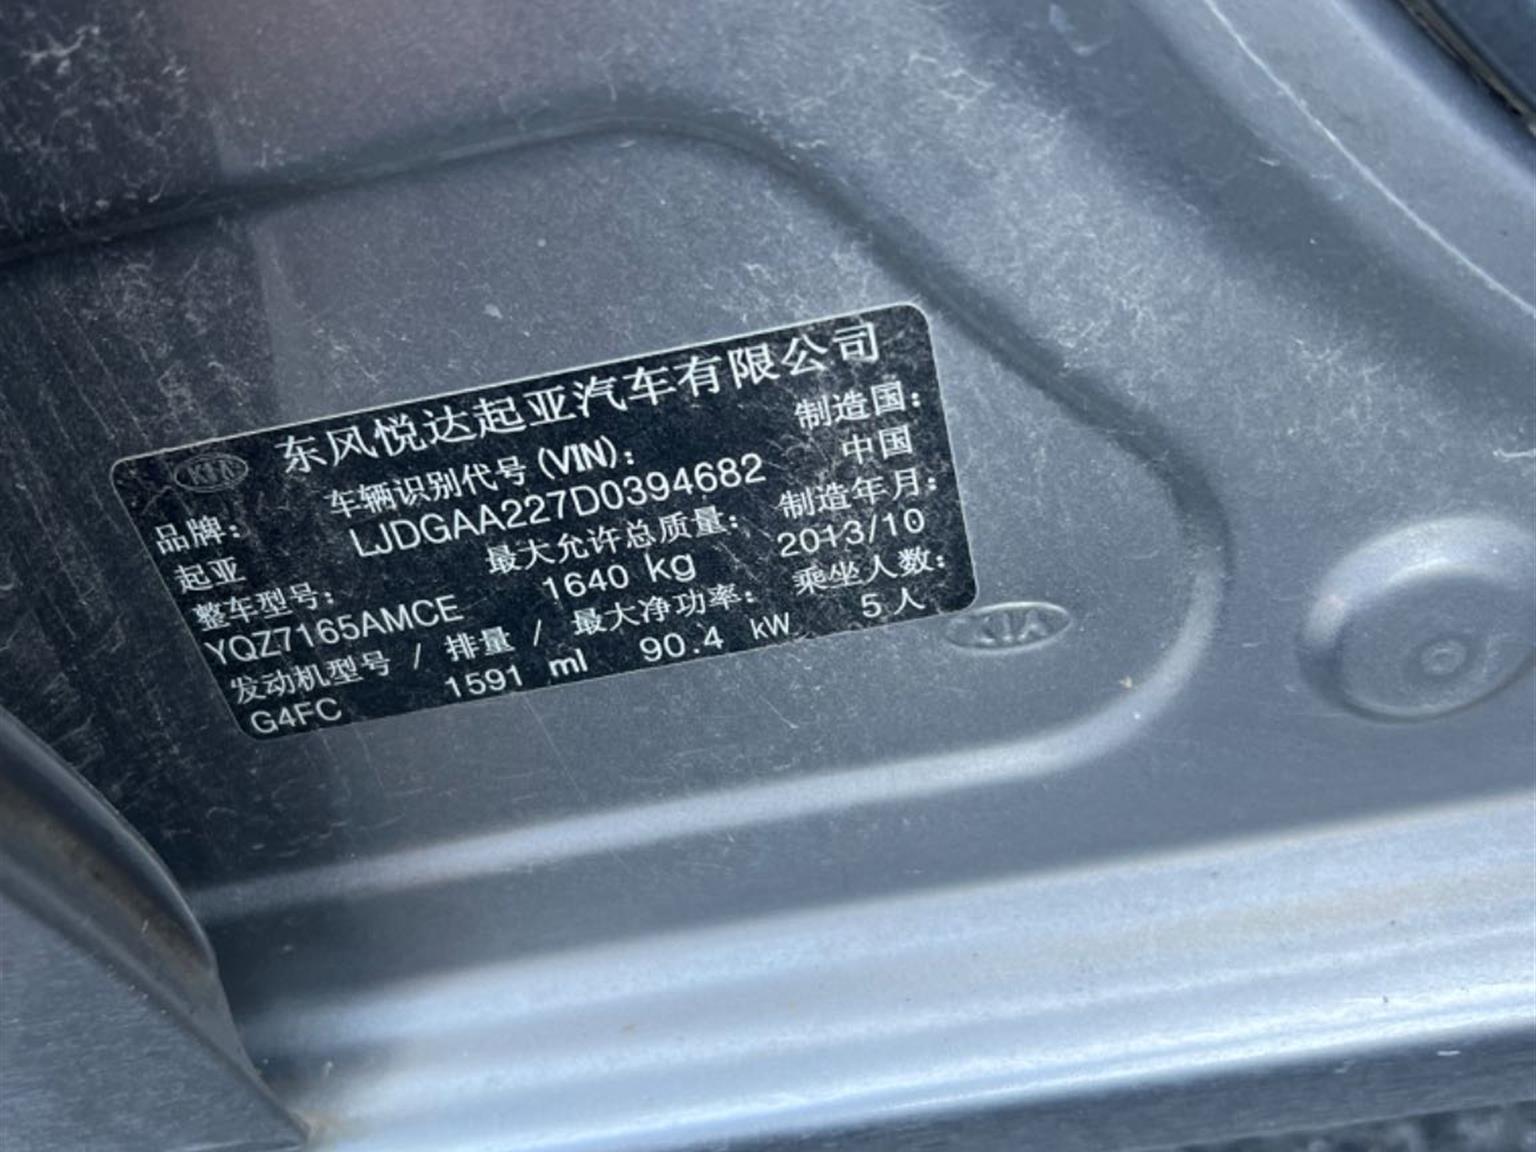 KIA
东风悦达起亚汽车有限公司
品牌: 车辆识别代号(VIN): 制造国:
起亚 LJDGAA227D0394682 中国
整车型号: 最大允许总质量: 制造年月:
YQZ7165AMCE 1640 kg 2013/10
发动机型号 / 排量 / 最大净功率: 乘坐人数:
G4FC 1591 ml 90.4 kW 5人
KIA